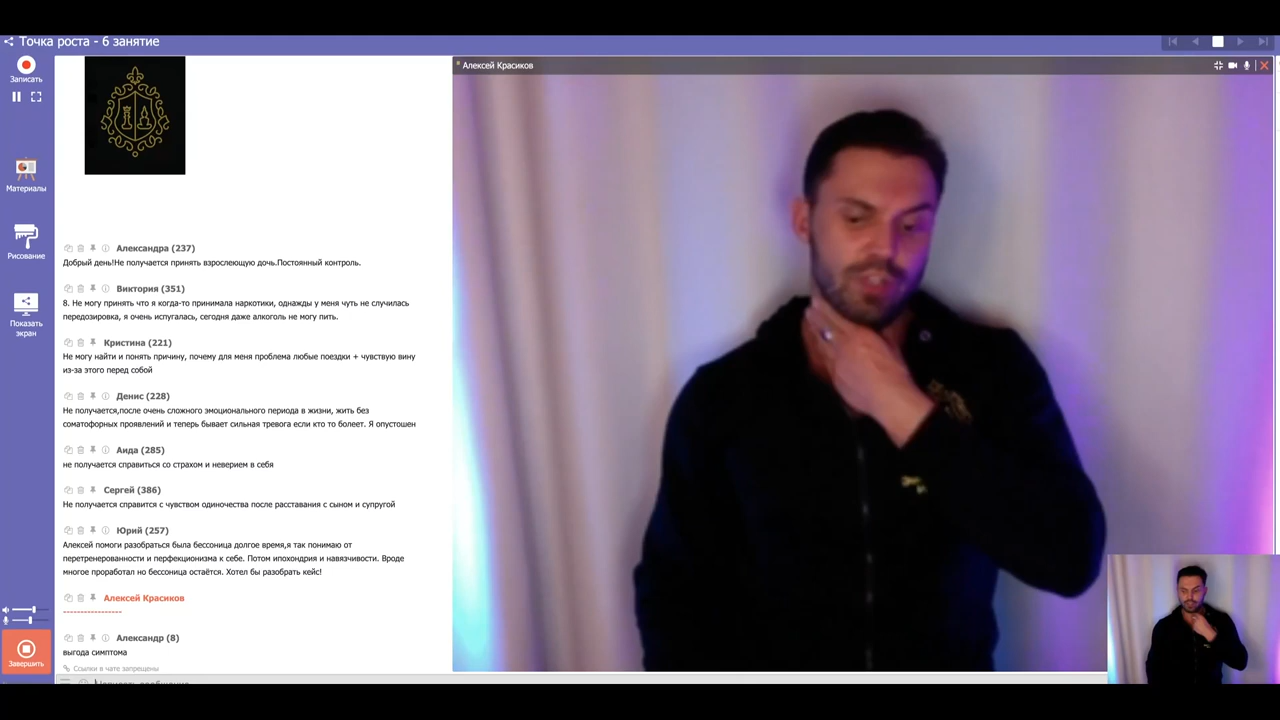 Точка роста - 6 занятие
Записать
Материалы
Рисование
Показать
экран
Завершить
Александра (237)
Добрый день!Не получается принять взрослеющую дочь.Постоянный контроль.
Виктория (351)
8. Не могу принять что я когда-то принимала наркотики, однажды у меня чуть не случилась
передозировка, я очень испугалась, сегодня даже алкоголь не могу пить.
Кристина (221)
Не могу найти и понять причину, почему для меня проблема любые поездки + чувствую вину
из-за этого перед собой
Денис (228)
Не получается,после очень сложного эмоционального периода в жизни, жить без
соматофорных проявлений и теперь бывает сильная тревога если кто то болеет. Я опустошен
Аида (285)
не получается справиться со страхом и неверием в себя
Сергей (386)
Не получается справится с чувством одиночества после расставания с сыном и супругой
Юрий (257)
Алексей помоги разобраться была бессоница долгое время,я так понимаю от
перетренерованности и перфекционизма к себе. Потом ипохондрия и навязчивости. Вроде
многое проработал но бессоница остаётся. Хотел бы разобрать кейс!
Алексей Красиков
-----------------
Александр (8)
выгода симптома
Ссылки в чате запрещены
Алексей Красиков